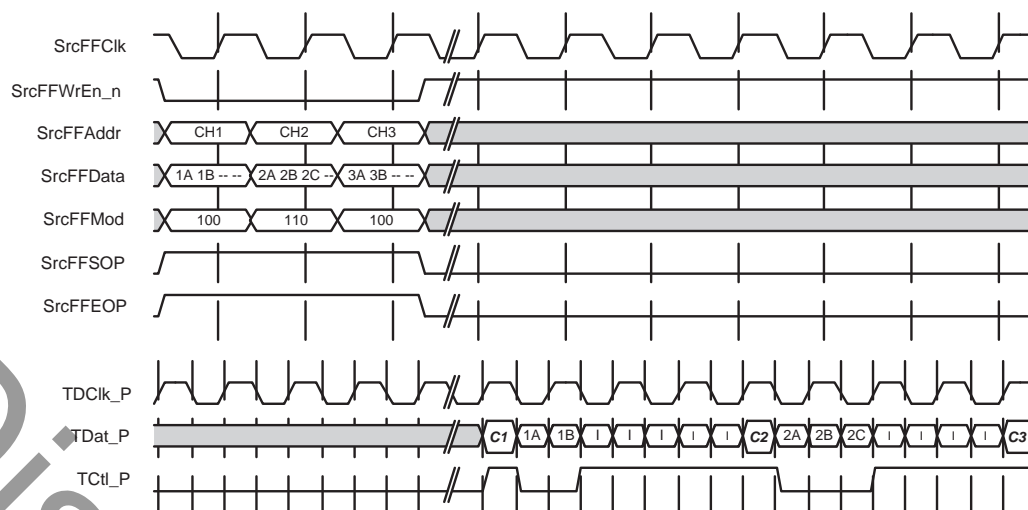 SrcFFClk
SrcFFWrEn_n
SrcFFAddr CH1 CH2 CH3
SrcFFData 1A 1B -- -- 2A 2B 2C -- 3A 3B -- --
SrcFFMod 100 110 100
SrcFFSOP
SrcFFEOP
TDClk_P
TDat_P C1 1A 1B I I I I I C2 2A 2B 2C I I I I C3
TCtl_P